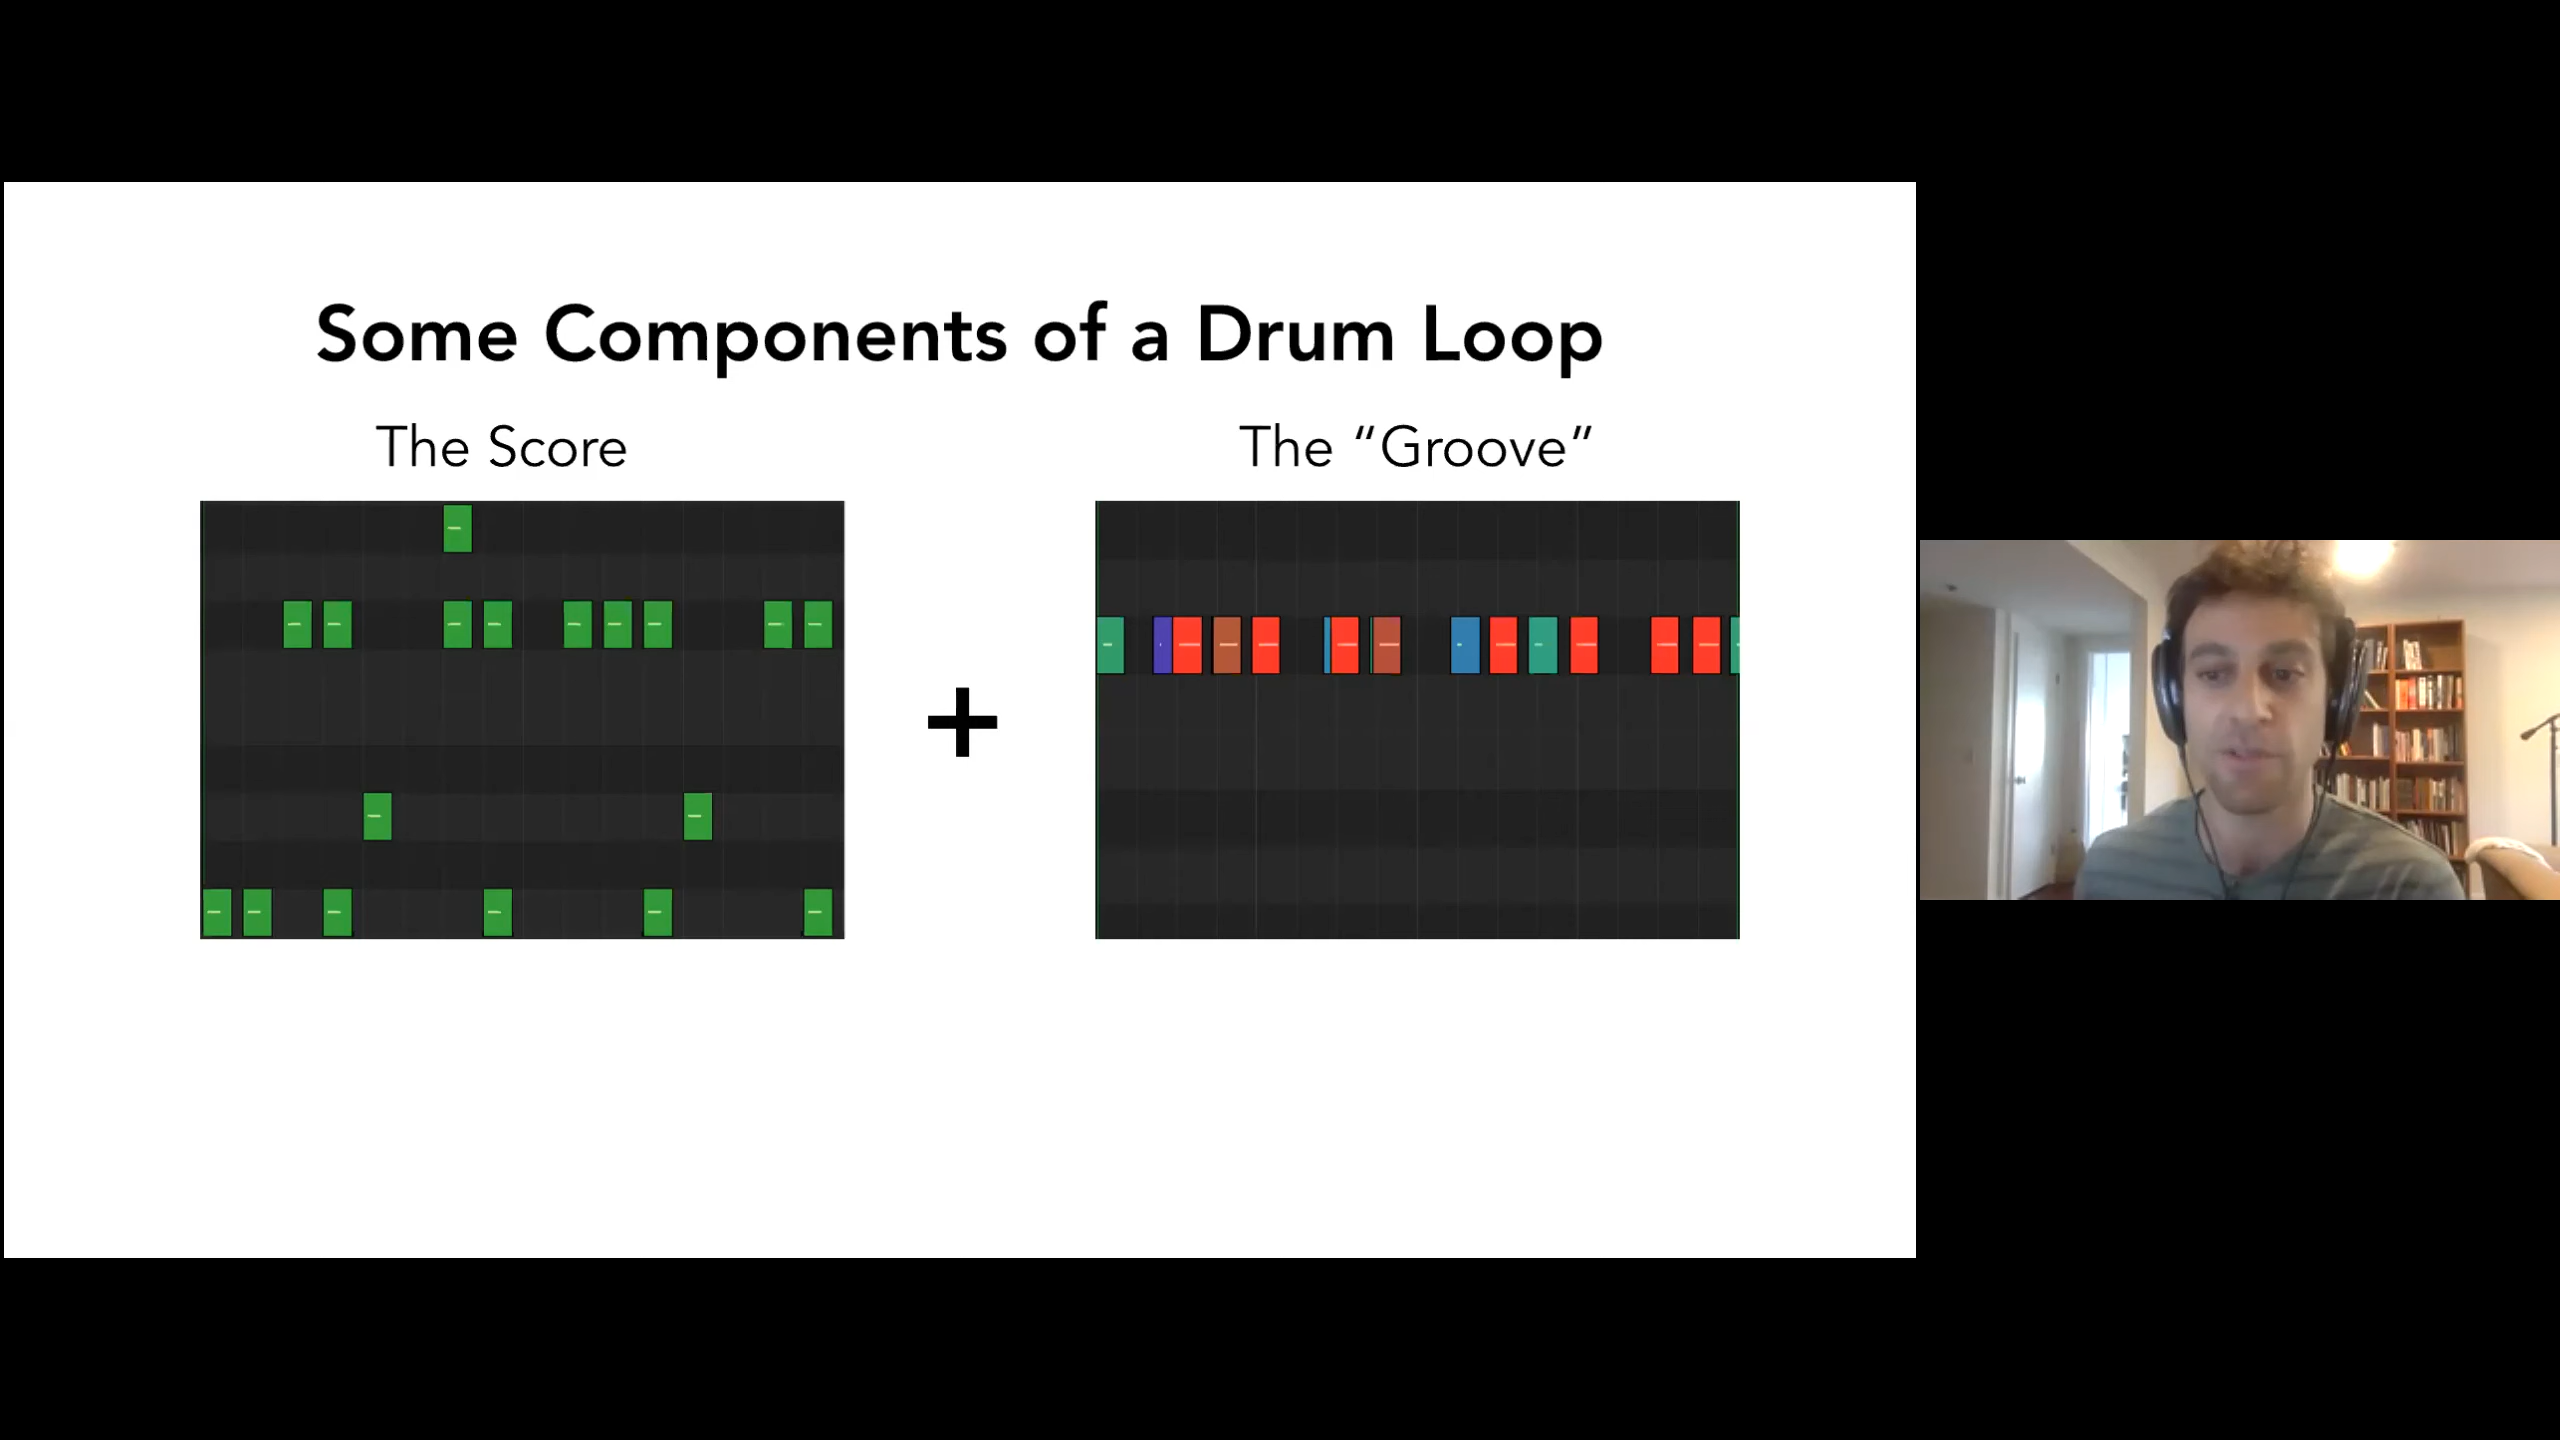 Some Components of a Drum Loop
The Score
The “Groove”
+